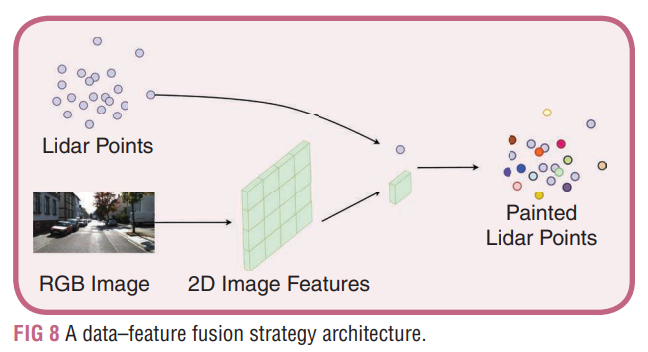 Lidar Points
Painted
Lidar Points
RGB Image
2D Image Features
FIG 8 A data–feature fusion strategy architecture.